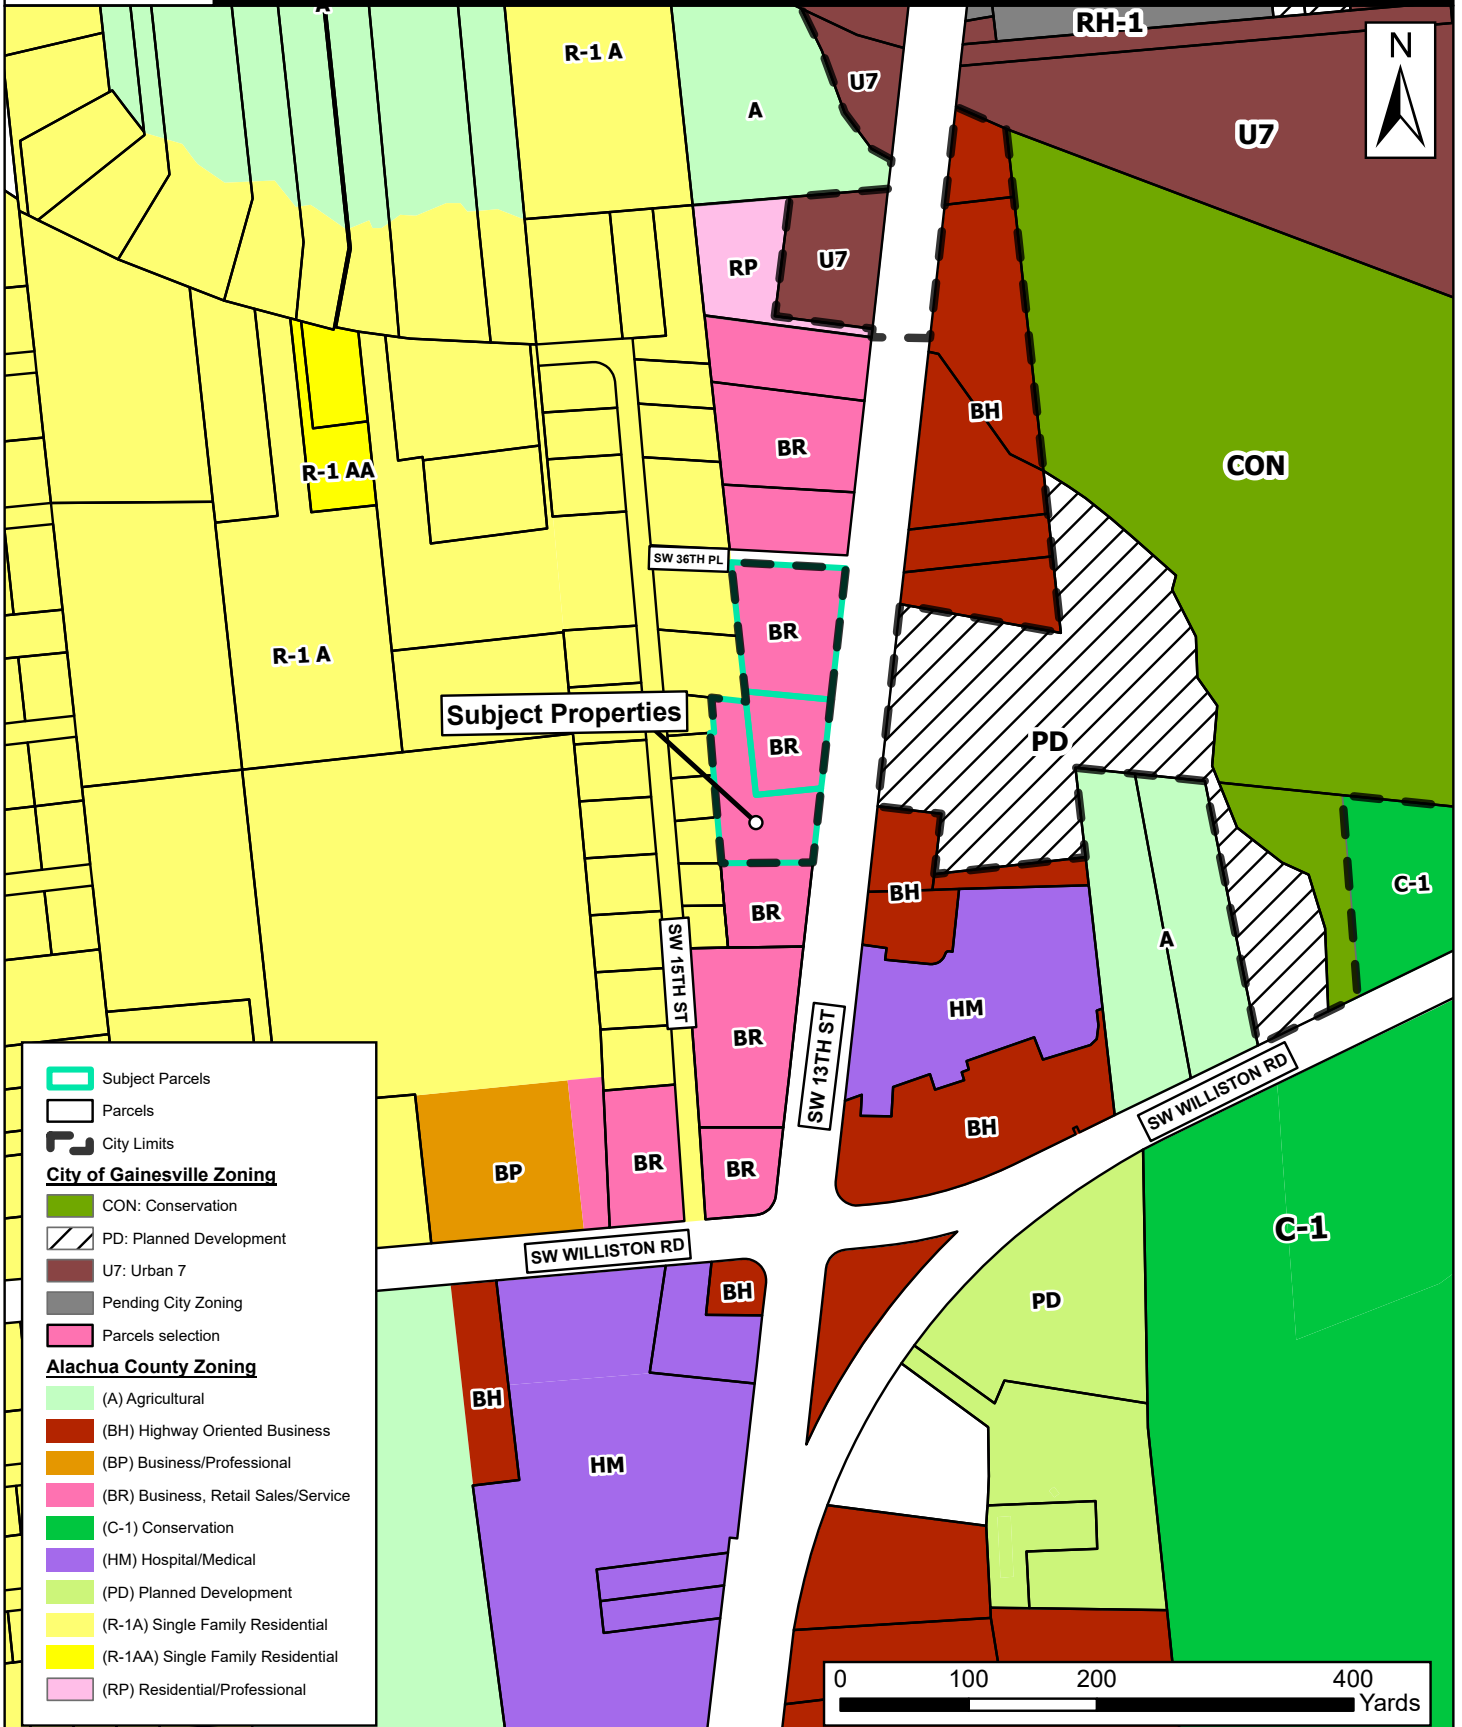 A
RH-1
R-1 A
U7
N
A
U7
RP
U7
BH
BR
CON
R-1 AA
SW 36TH PL
BR
R-1 A
Subject Properties
PD
BR
C-1
BH
BR
A
SW 15TH ST
HM
BR
SW 13TH ST
SW WILLISTON RD
BH
BP
BR
BR
C-1
SW WILLISTON RD
BH
PD
BH
HM
Subject Parcels
Parcels
City Limits
City of Gainesville Zoning
CON: Conservation
PD: Planned Development
U7: Urban 7
Pending City Zoning
Parcels selection
Alachua County Zoning
(A) Agricultural
(BH) Highway Oriented Business
(BP) Business/Professional
(BR) Business, Retail Sales/Service
(C-1) Conservation
(HM) Hospital/Medical
(PD) Planned Development
(R-1A) Single Family Residential
(R-1AA) Single Family Residential
(RP) Residential/Professional
0 100 200 400
Yards